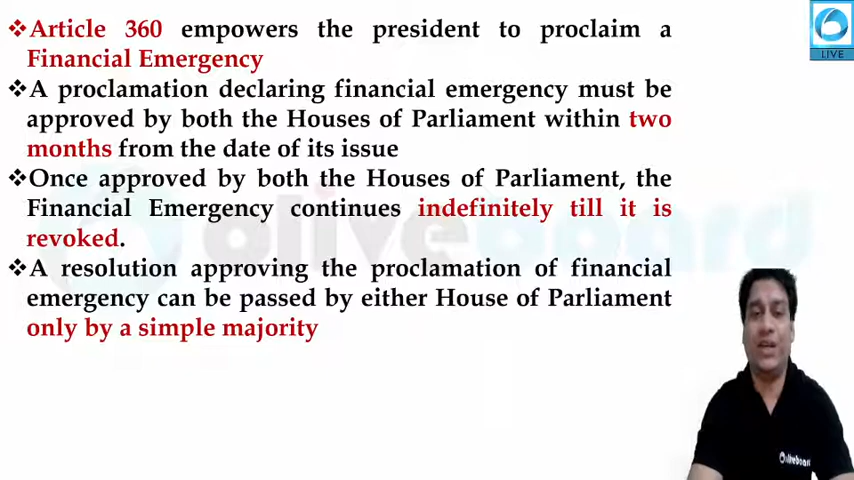 ❖Article 360 empowers the president to proclaim a
Financial Emergency
❖A proclamation declaring financial emergency must be
approved by both the Houses of Parliament within two
months from the date of its issue
❖Once approved by both the Houses of Parliament, the
Financial Emergency continues indefinitely till it is
revoked.
❖A resolution approving the proclamation of financial
emergency can be passed by either House of Parliament
only by a simple majority
LIVE
oliveboard
oliveboard